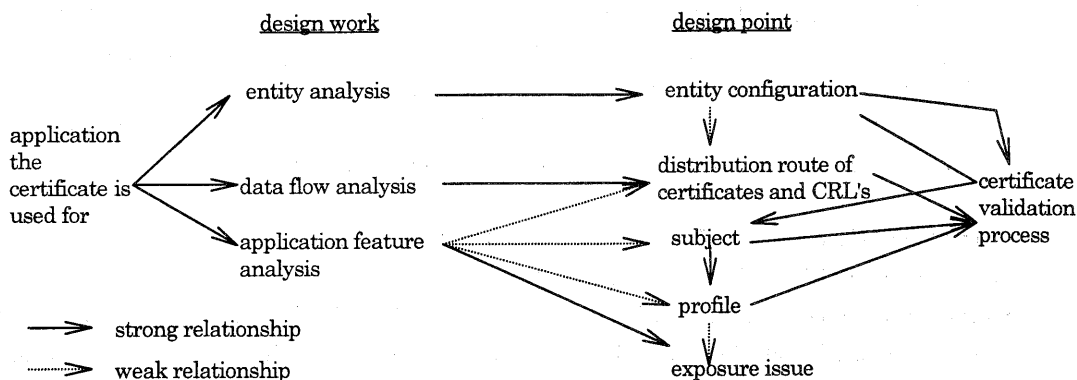 design work
design point
entity analysis
entity configuration
application
the
certificate is
used for
data flow analysis
distribution route of
certificates and CRL's
certificate
validation
process
application feature
analysis
subject
profile
exposure issue
strong relationship
weak relationship